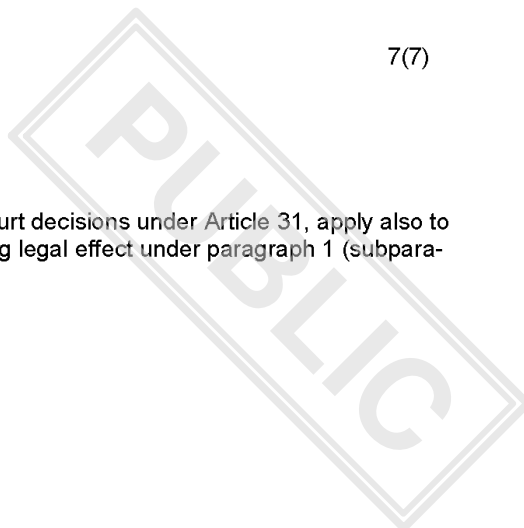 7(7)
urt decisions under Article 31, apply also to
g legal effect under paragraph 1 (subpara-
PUBLIC